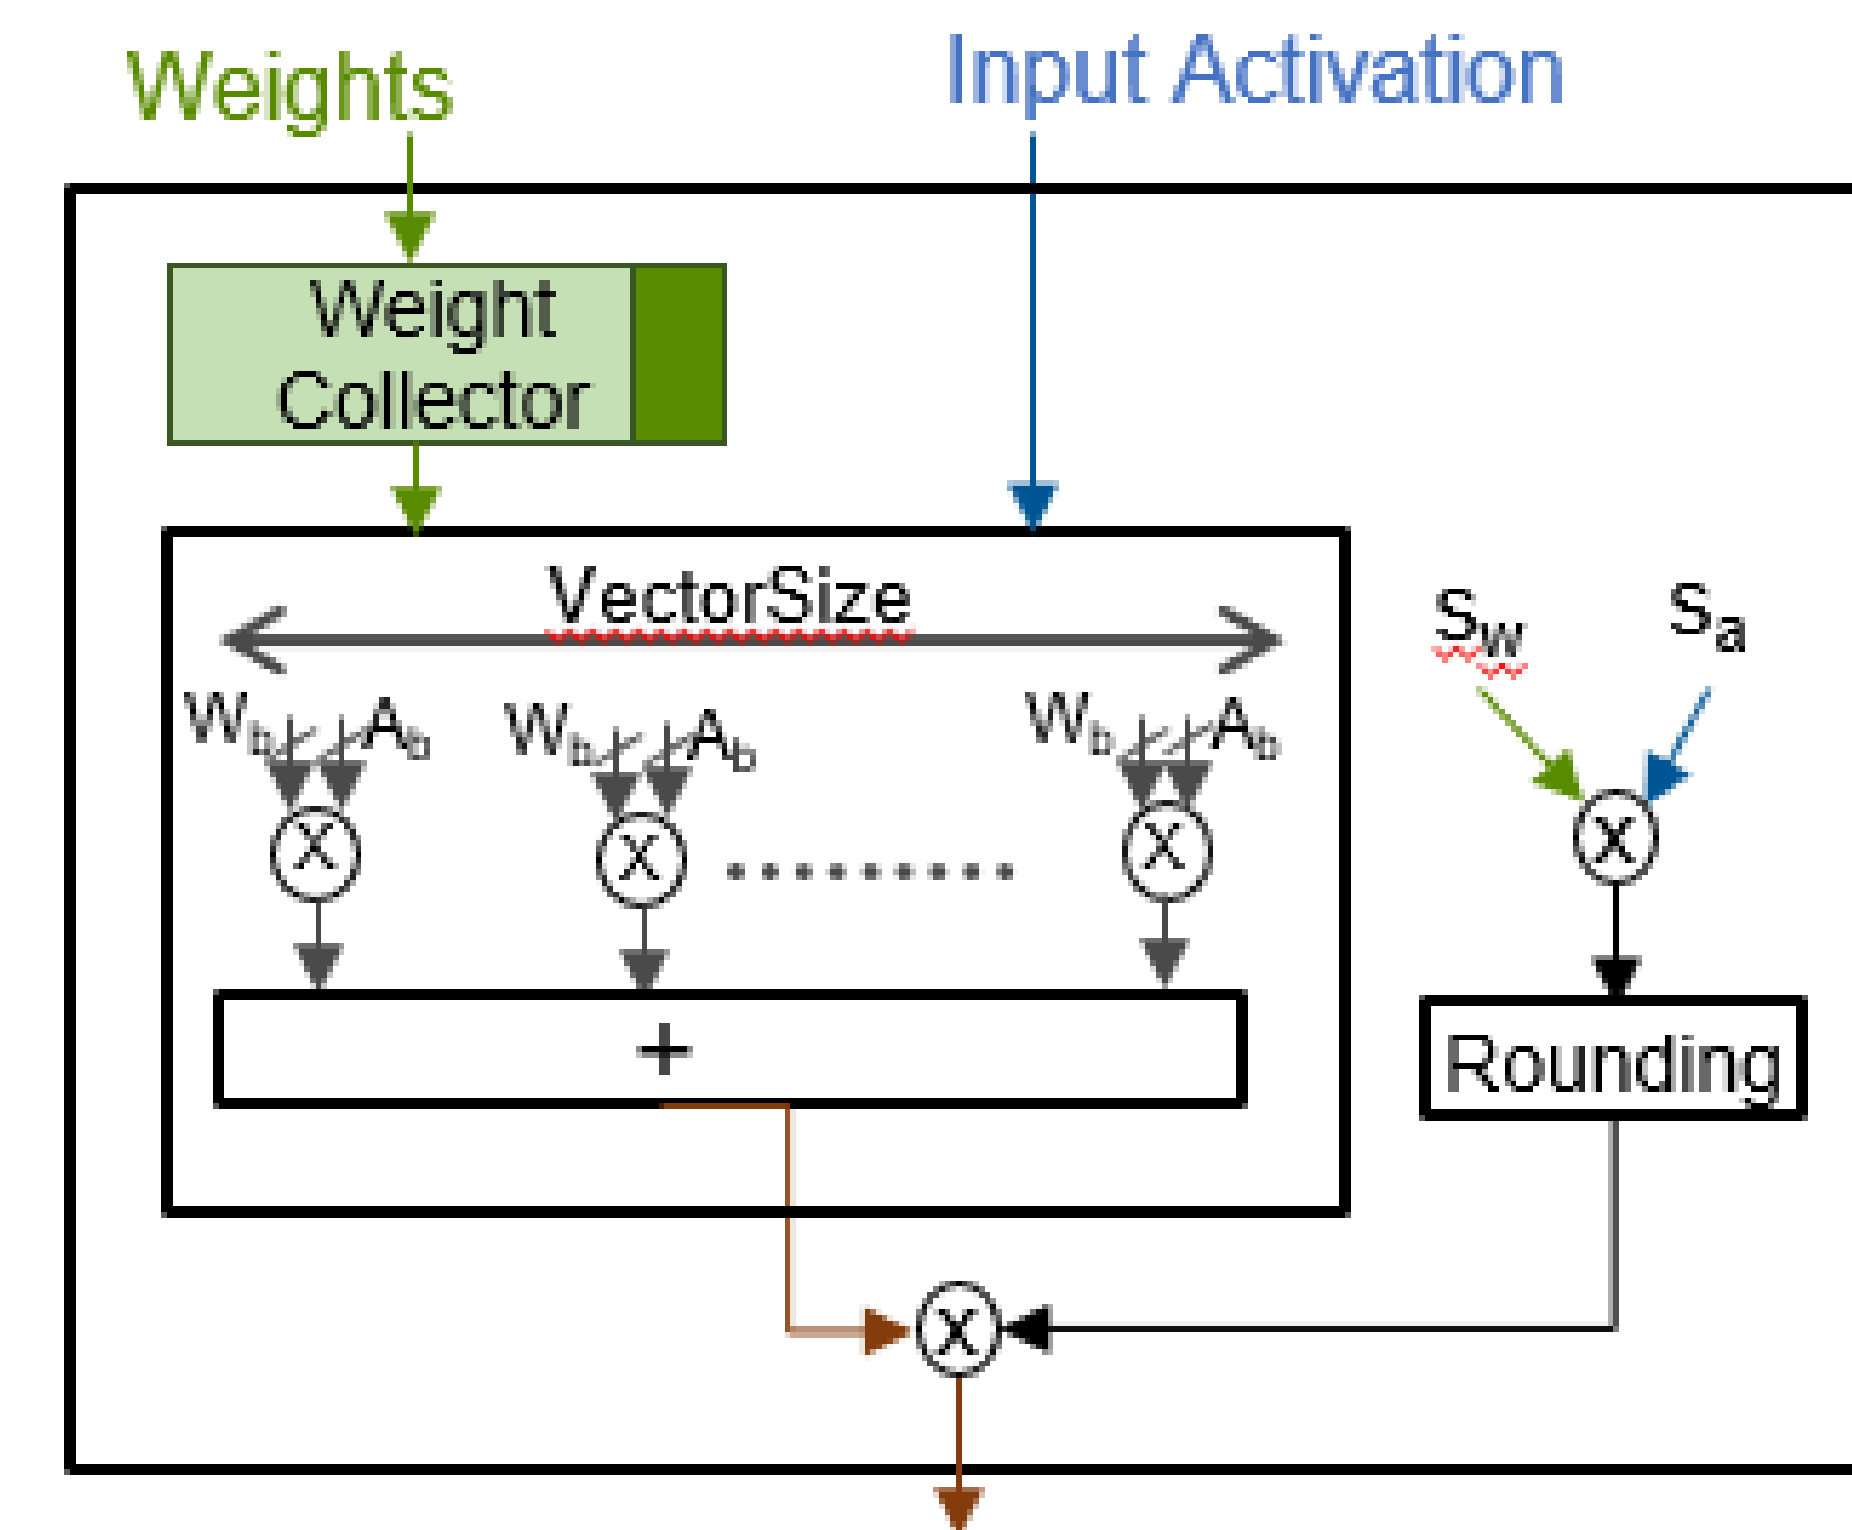 Weights
Input Activation
Weight
Collector
VectorSize
Sw
Sa
Wb
Ab
Wb
Ab
Wb
Ab
X
X
.........
X
X
+
Rounding
X